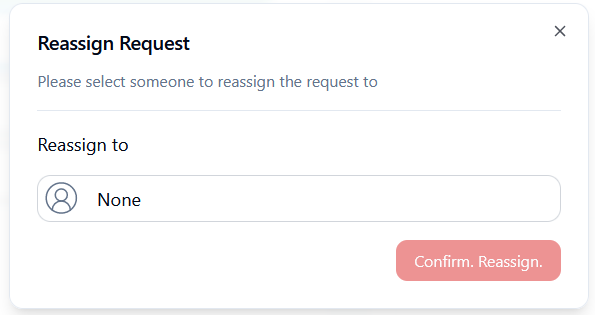 Reassign Request
Please select someone to reassign the request to
Reassign to
None
Confirm. Reassign.